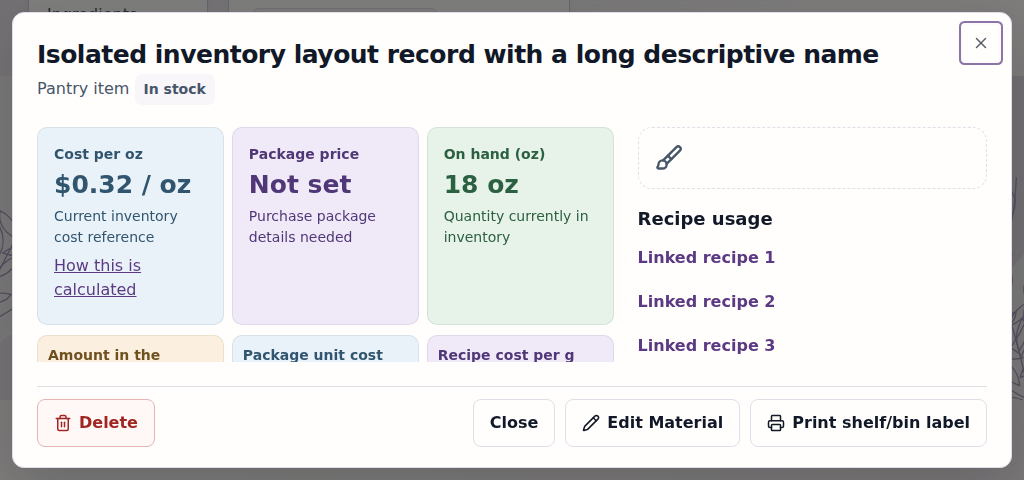 Ingredients
Isolated inventory layout record with a long descriptive name
Pantry item In stock
Cost per oz
$0.32 / oz
Current inventory
cost reference
How this is
calculated
Package price
Not set
Purchase package
details needed
On hand (oz)
18 oz
Quantity currently in
inventory
Amount in the
Package unit cost
Recipe cost per g
Recipe usage
Linked recipe 1
Linked recipe 2
Linked recipe 3
Delete
Close
Edit Material
Print shelf/bin label